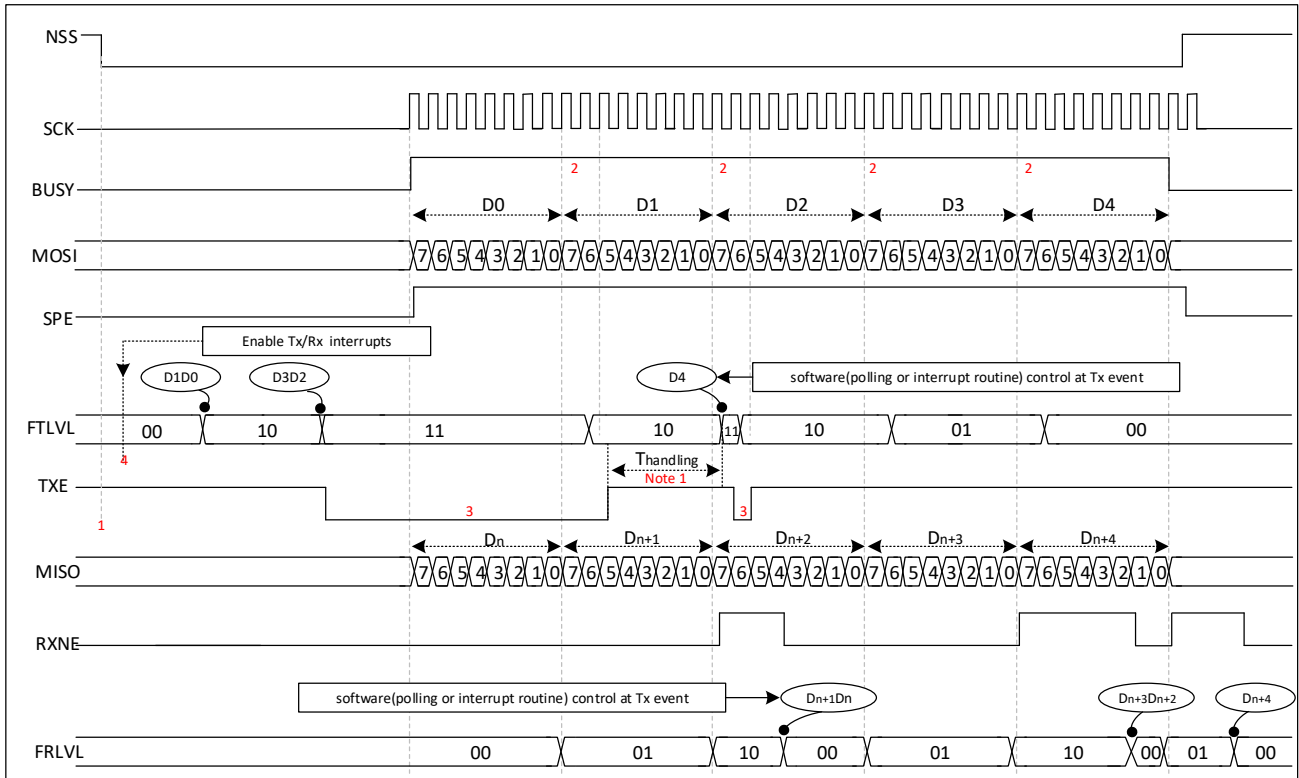 NSS
SCK
2 2 2 2
BUSY
D0 D1 D2 D3 D4
MOSI 7 6 5 4 3 2 1 0 7 6 5 4 3 2 1 0 7 6 5 4 3 2 1 0 7 6 5 4 3 2 1 0 7 6 5 4 3 2 1 0
SPE
Enable Tx/Rx interrupts
D1D0 D3D2 D4 software(polling or interrupt routine) control at Tx event
FTLVL 00 10 11 10 11 10 01 00
4 Thandling
Note 1
TXE
3 3
1
Dn Dn+1 Dn+2 Dn+3 Dn+4
MISO 7 6 5 4 3 2 1 0 7 6 5 4 3 2 1 0 7 6 5 4 3 2 1 0 7 6 5 4 3 2 1 0 7 6 5 4 3 2 1 0
RXNE
software(polling or interrupt routine) control at Tx event Dn+1Dn Dn+3Dn+2 Dn+4
FRLVL 00 01 10 00 01 10 00 01 00